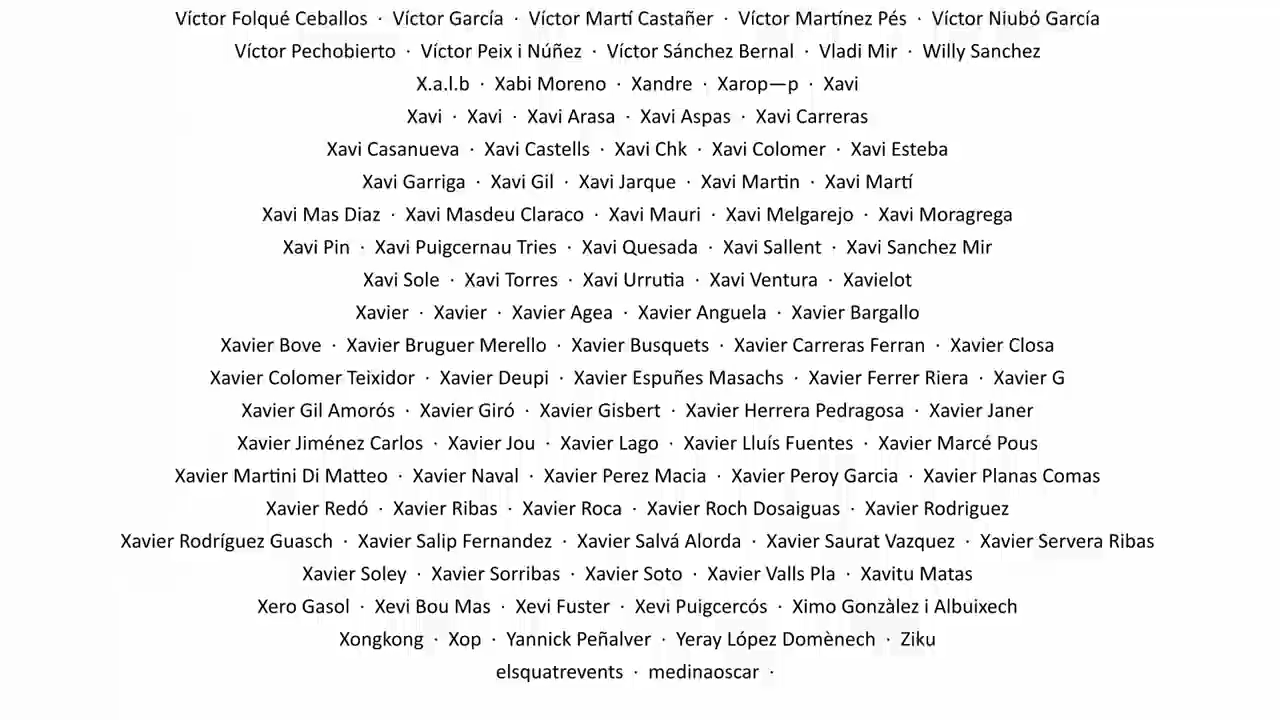 Víctor Folqué Ceballos · Víctor García · Víctor Martí Castañer · Víctor Martínez Pés · Víctor Niubó García
Víctor Pechobierto · Víctor Peix i Núñez · Víctor Sánchez Bernal · Vladi Mir · Willy Sanchez
X.a.l.b · Xabi Moreno · Xandre · Xarop—p · Xavi
Xavi · Xavi · Xavi Arasa · Xavi Aspas · Xavi Carreras
Xavi Casanueva · Xavi Castells · Xavi Chk · Xavi Colomer · Xavi Esteba
Xavi Garriga · Xavi Gil · Xavi Jarque · Xavi Martin · Xavi Martí
Xavi Mas Diaz · Xavi Masdeu Claraco · Xavi Mauri · Xavi Melgarejo · Xavi Moragrega
Xavi Pin · Xavi Puigcernau Tries · Xavi Quesada · Xavi Sallent · Xavi Sanchez Mir
Xavi Sole · Xavi Torres · Xavi Urrutia · Xavi Ventura · Xavielot
Xavier · Xavier · Xavier Agea · Xavier Anguela · Xavier Bargallo
Xavier Bove · Xavier Bruguer Merello · Xavier Busquets · Xavier Carreras Ferran · Xavier Closa
Xavier Colomer Teixidor · Xavier Deupi · Xavier Espuñes Masachs · Xavier Ferrer Riera · Xavier G
Xavier Gil Amorós · Xavier Giró · Xavier Gisbert · Xavier Herrera Pedragosa · Xavier Janer
Xavier Jiménez Carlos · Xavier Jou · Xavier Lago · Xavier Lluís Fuentes · Xavier Marcé Pous
Xavier Martini Di Matteo · Xavier Naval · Xavier Perez Macia · Xavier Peroy Garcia · Xavier Planas Comas
Xavier Redó · Xavier Ribas · Xavier Roca · Xavier Roch Dosaiguas · Xavier Rodriguez
Xavier Rodríguez Guasch · Xavier Salip Fernandez · Xavier Salvá Alorda · Xavier Saurat Vazquez · Xavier Servera Ribas
Xavier Soley · Xavier Sorribas · Xavier Soto · Xavier Valls Pla · Xavitu Matas
Xero Gasol · Xevi Bou Mas · Xevi Fuster · Xevi Puigcercós · Ximo Gonzàlez i Albuixech
Xongkong · Xop · Yannick Peñalver · Yeray López Domènech · Ziku
elsquatrevents · medinaoscar ·